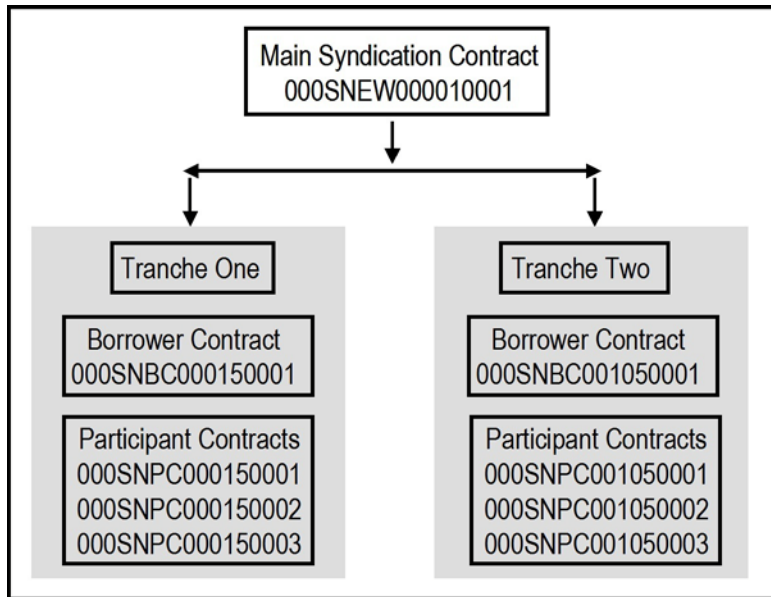 Main Syndication Contract
000SNEW000010001
Tranche One
Borrower Contract
000SNBC000150001
Participant Contracts
000SNPC000150001
000SNPC000150002
000SNPC000150003
Tranche Two
Borrower Contract
000SNBC001050001
Participant Contracts
000SNPC001050001
000SNPC001050002
000SNPC001050003